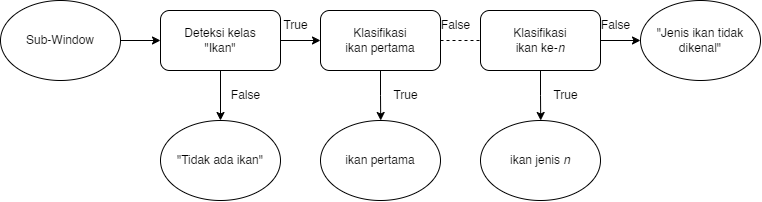 Sub-Window
Deteksi kelas
"Ikan"
True
Klasifikasi
ikan pertama
False
Klasifikasi
ikan ke-n
False
"Jenis ikan tidak
dikenal"
False
True
True
"Tidak ada ikan"
ikan pertama
ikan jenis n